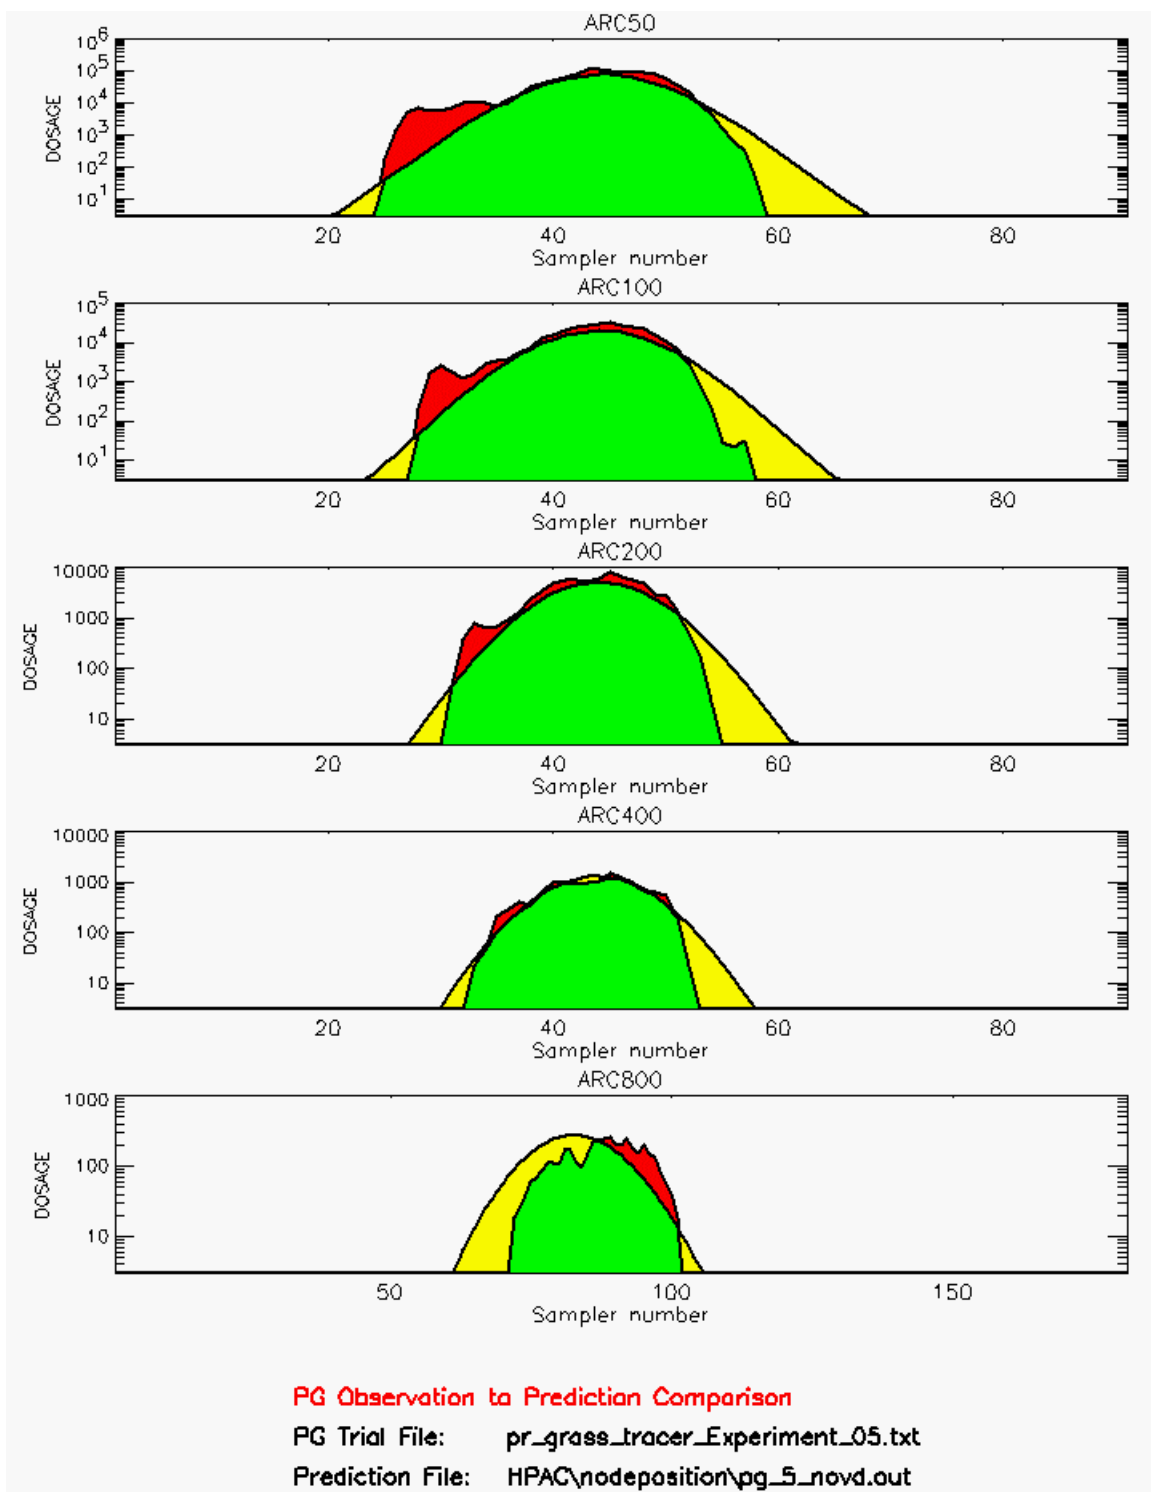 ARC50
10^6
10^5
10^4
10^3
10^2
10^1
DOSAGE
20 40 60 80
Sampler number
ARC100
10^5
10^4
10^3
10^2
10^1
DOSAGE
20 40 60 80
Sampler number
ARC200
10000
1000
100
10
DOSAGE
20 40 60 80
Sampler number
ARC400
10000
1000
100
10
DOSAGE
20 40 60 80
Sampler number
ARC800
1000
100
10
DOSAGE
50 100 150
Sampler number
PG Observation to Prediction Comparison
PG Trial File: pr_grass_tracer_Experiment_05.txt
Prediction File: HPAC\nodeposition\pg_5_novd.out